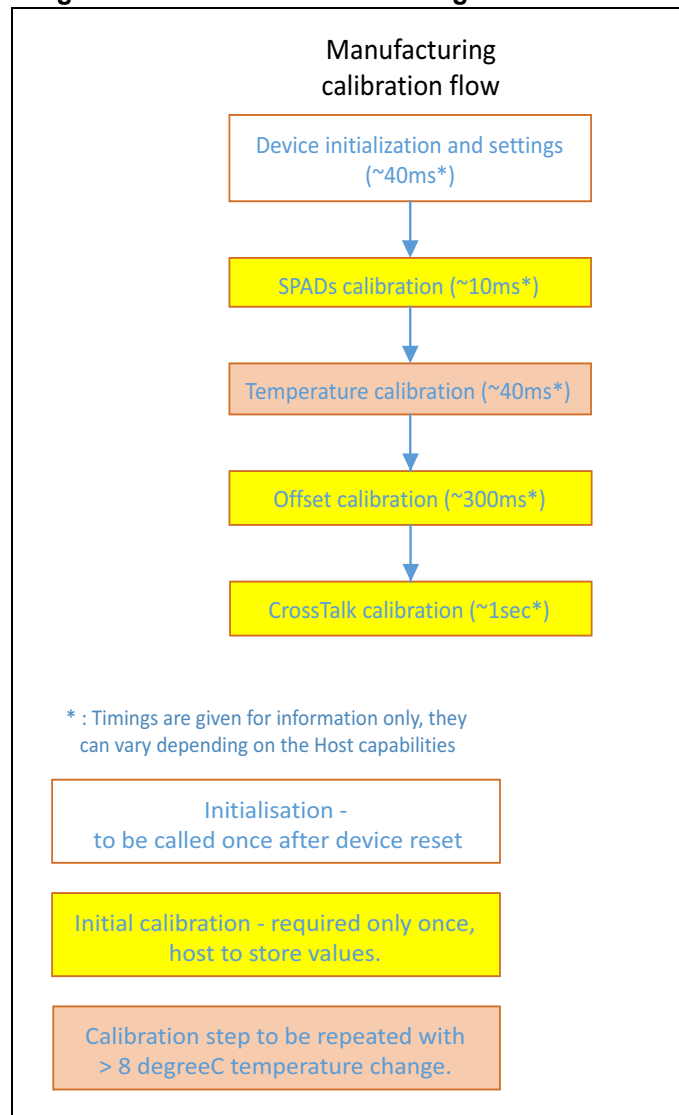 Manufacturing
calibration flow
Device initialization and settings
(~40ms*)
SPADs calibration (~10ms*)
Temperature calibration (~40ms*)
Offset calibration (~300ms*)
CrossTalk calibration (~1sec*)
* : Timings are given for information only, they
can vary depending on the Host capabilities
Initialisation -
to be called once after device reset
Initial calibration - required only once,
host to store values.
Calibration step to be repeated with
> 8 degreeC temperature change.